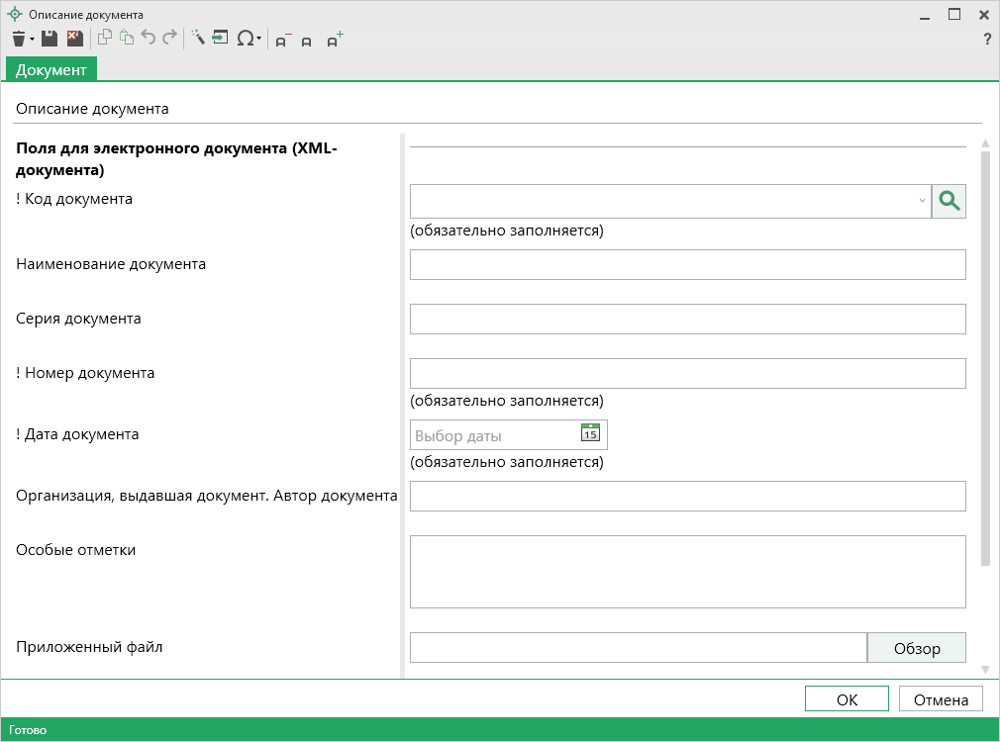 Описание документа
?
Документ
Описание документа
Поля для электронного документа (XML-
документа)
! Код документа
(обязательно заполняется)
Наименование документа
Серия документа
! Номер документа
(обязательно заполняется)
! Дата документа
Выбор даты
15
(обязательно заполняется)
Организация, выдавшая документ. Автор документа
Особые отметки
Приложенный файл
Обзор
OK
Отмена
Готово